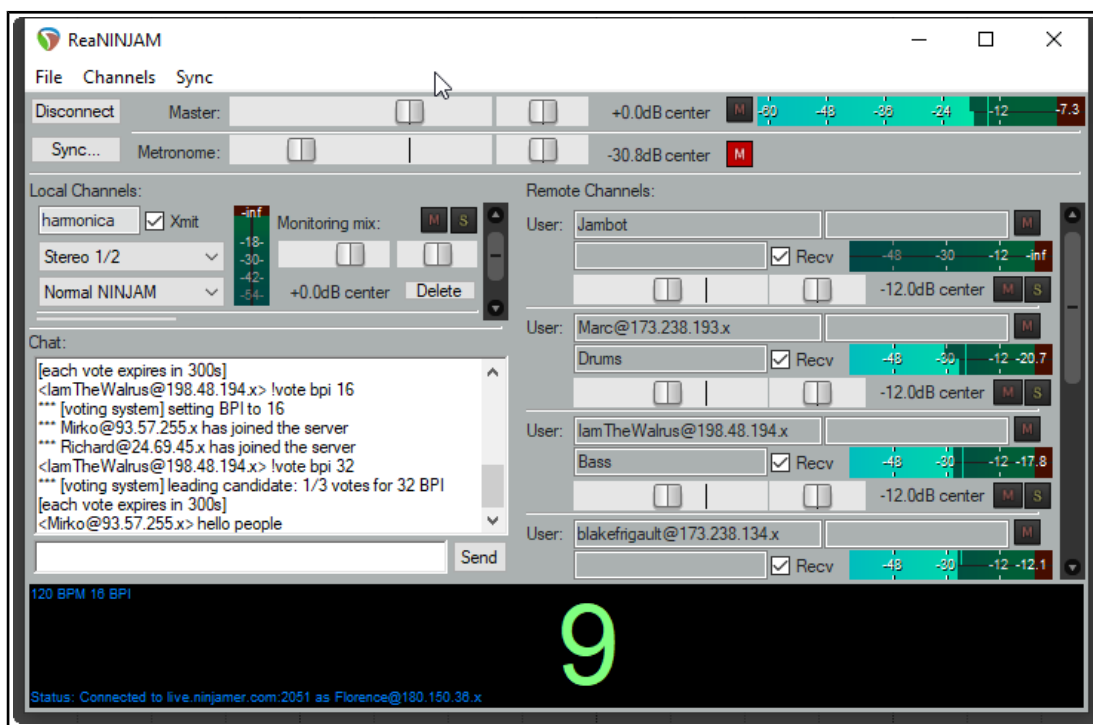 ReaNINJAM
File Channels Sync
Disconnect Master: +0.0dB center M -60 -48 -36 -24 -12 -7.3
Sync... Metronome: -30.8dB center M
Local Channels:
harmonica Xmit -inf Monitoring mix: M S
-18-
Stereo 1/2 -30-
-42-
Normal NINJAM -54- +0.0dB center Delete
Remote Channels:
User: Jambot M
Recv -48 -30 -12 -inf
-12.0dB center M S
User: Marc@173.238.193.x M
Drums Recv -48 -30 -12 -20.7
-12.0dB center M S
User: IamTheWalrus@198.48.194.x M
Bass Recv -48 -30 -12 -17.8
-12.0dB center M S
User: blakefrigault@173.238.134.x M
Recv -48 -30 -12 -12.1
Chat:
[each vote expires in 300s]
<IamTheWalrus@198.48.194.x> !vote bpi 16
*** [voting system] setting BPI to 16
*** Mirko@93.57.255.x has joined the server
*** Richard@24.69.45.x has joined the server
<IamTheWalrus@198.48.194.x> !vote bpi 32
*** [voting system] leading candidate: 1/3 votes for 32 BPI
[each vote expires in 300s]
<Mirko@93.57.255.x> hello people
Send
120 BPM 16 BPI
9
Status: Connected to live.ninjamer.com:2051 as Florence@180.150.36.x